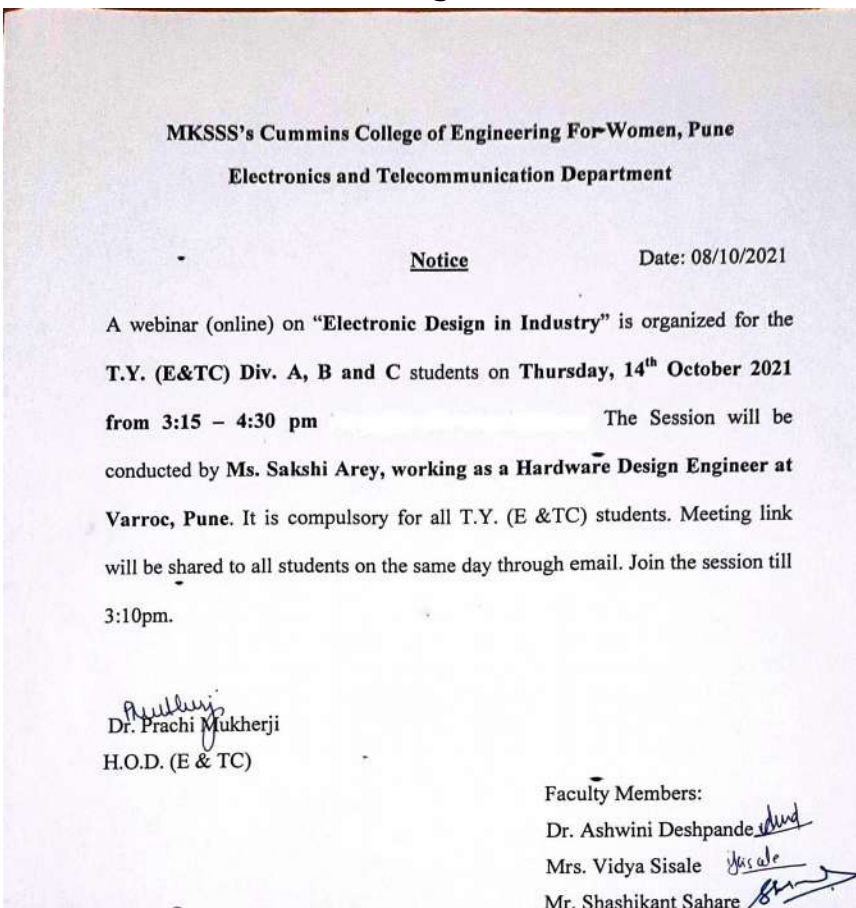 MKSSS's Cummins College of Engineering For Women, Pune
Electronics and Telecommunication Department
Notice Date: 08/10/2021
A webinar (online) on “Electronic Design in Industry” is organized for the
T.Y. (E&TC) Div. A, B and C students on Thursday, 14th October 2021
from 3:15 – 4:30 pm The Session will be
conducted by Ms. Sakshi Arey, working as a Hardware Design Engineer at
Varroc, Pune. It is compulsory for all T.Y. (E &TC) students. Meeting link
will be shared to all students on the same day through email. Join the session till
3:10pm.
Dr. Prachi Mukherji
H.O.D. (E & TC)
Faculty Members:
Dr. Ashwini Deshpande
Mrs. Vidya Sisale
Mr. Shashikant Sahare